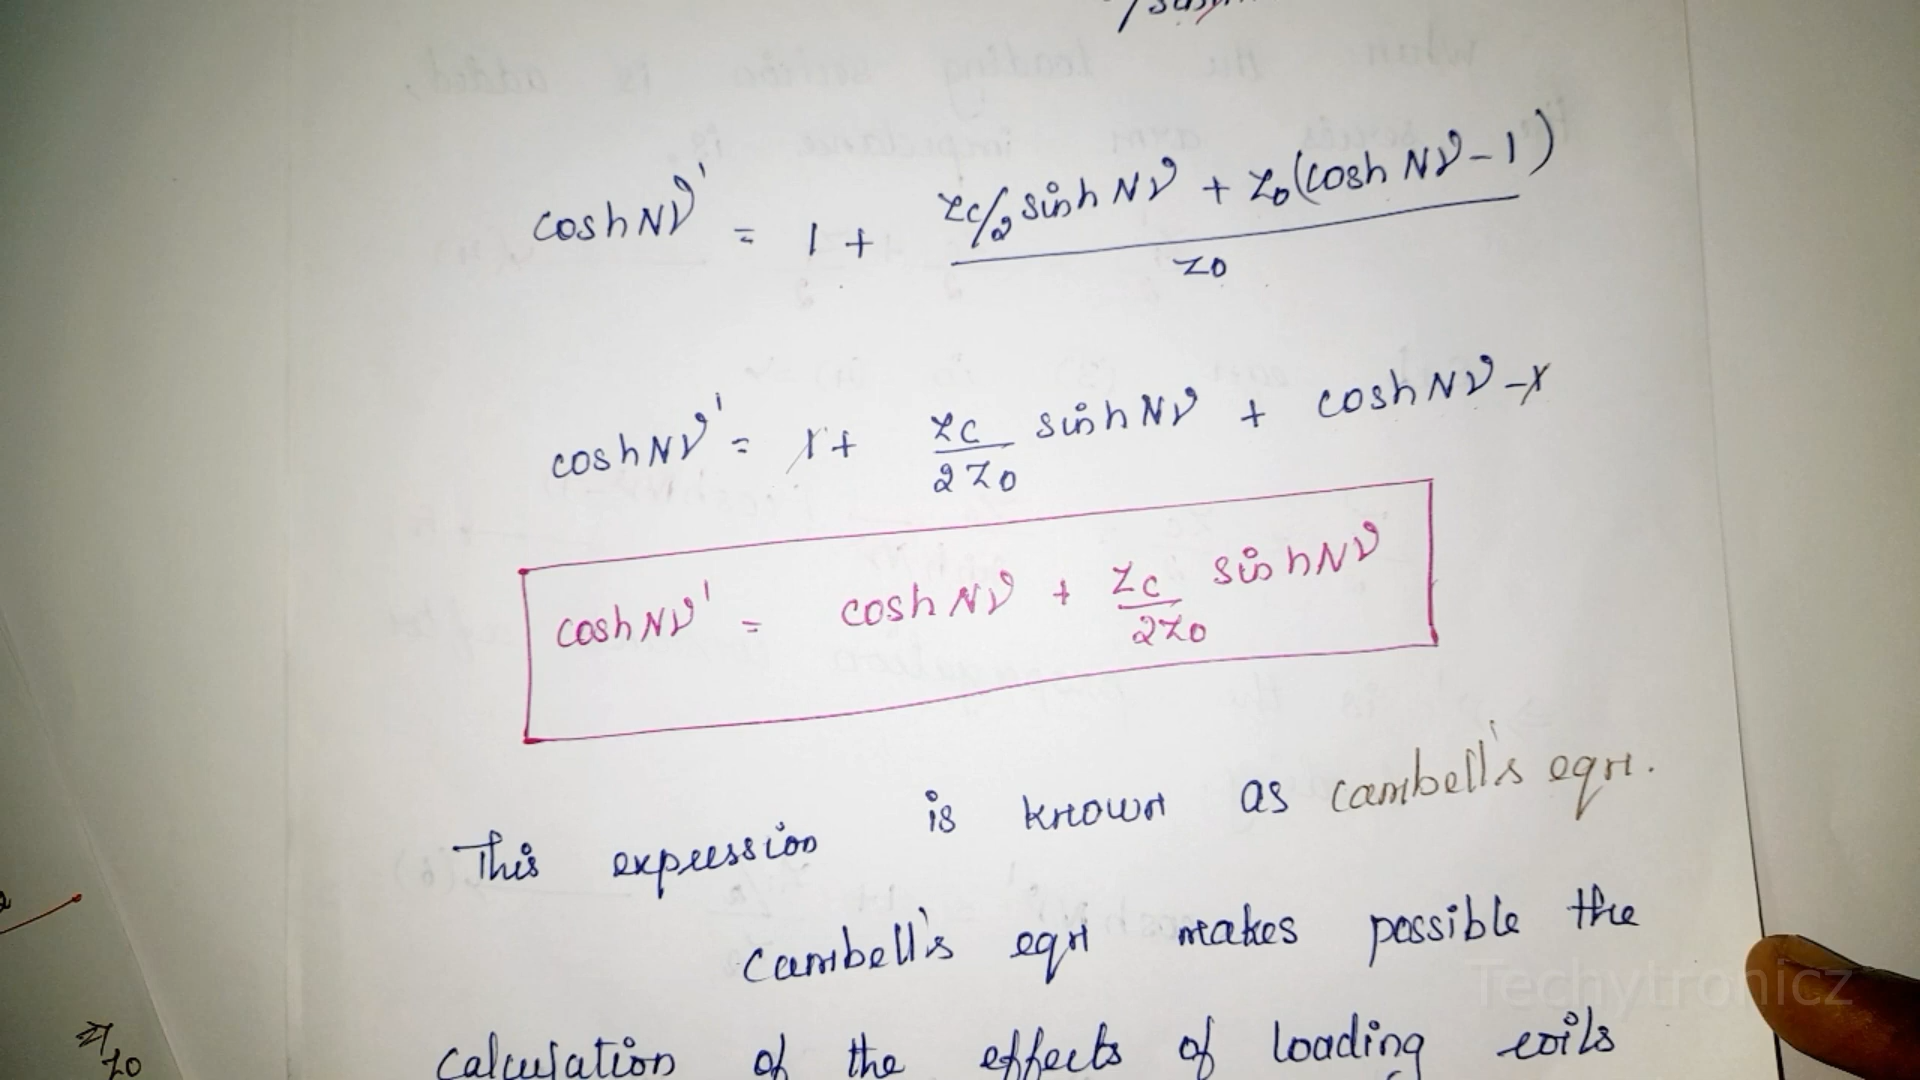 coshNγ' = 1 + Zc/2 sinh Nγ + Z0(cosh Nγ - 1) / Z0
coshNγ' = 1 + Zc/2Z0 sinh Nγ + coshNγ - 1
coshNγ' = cosh Nγ + Zc/2Z0 sinhNγ
This expression is known as cambell's eqn.
Cambell's eqn makes possible the
calculation of the effects of loading coils
Techytronicz